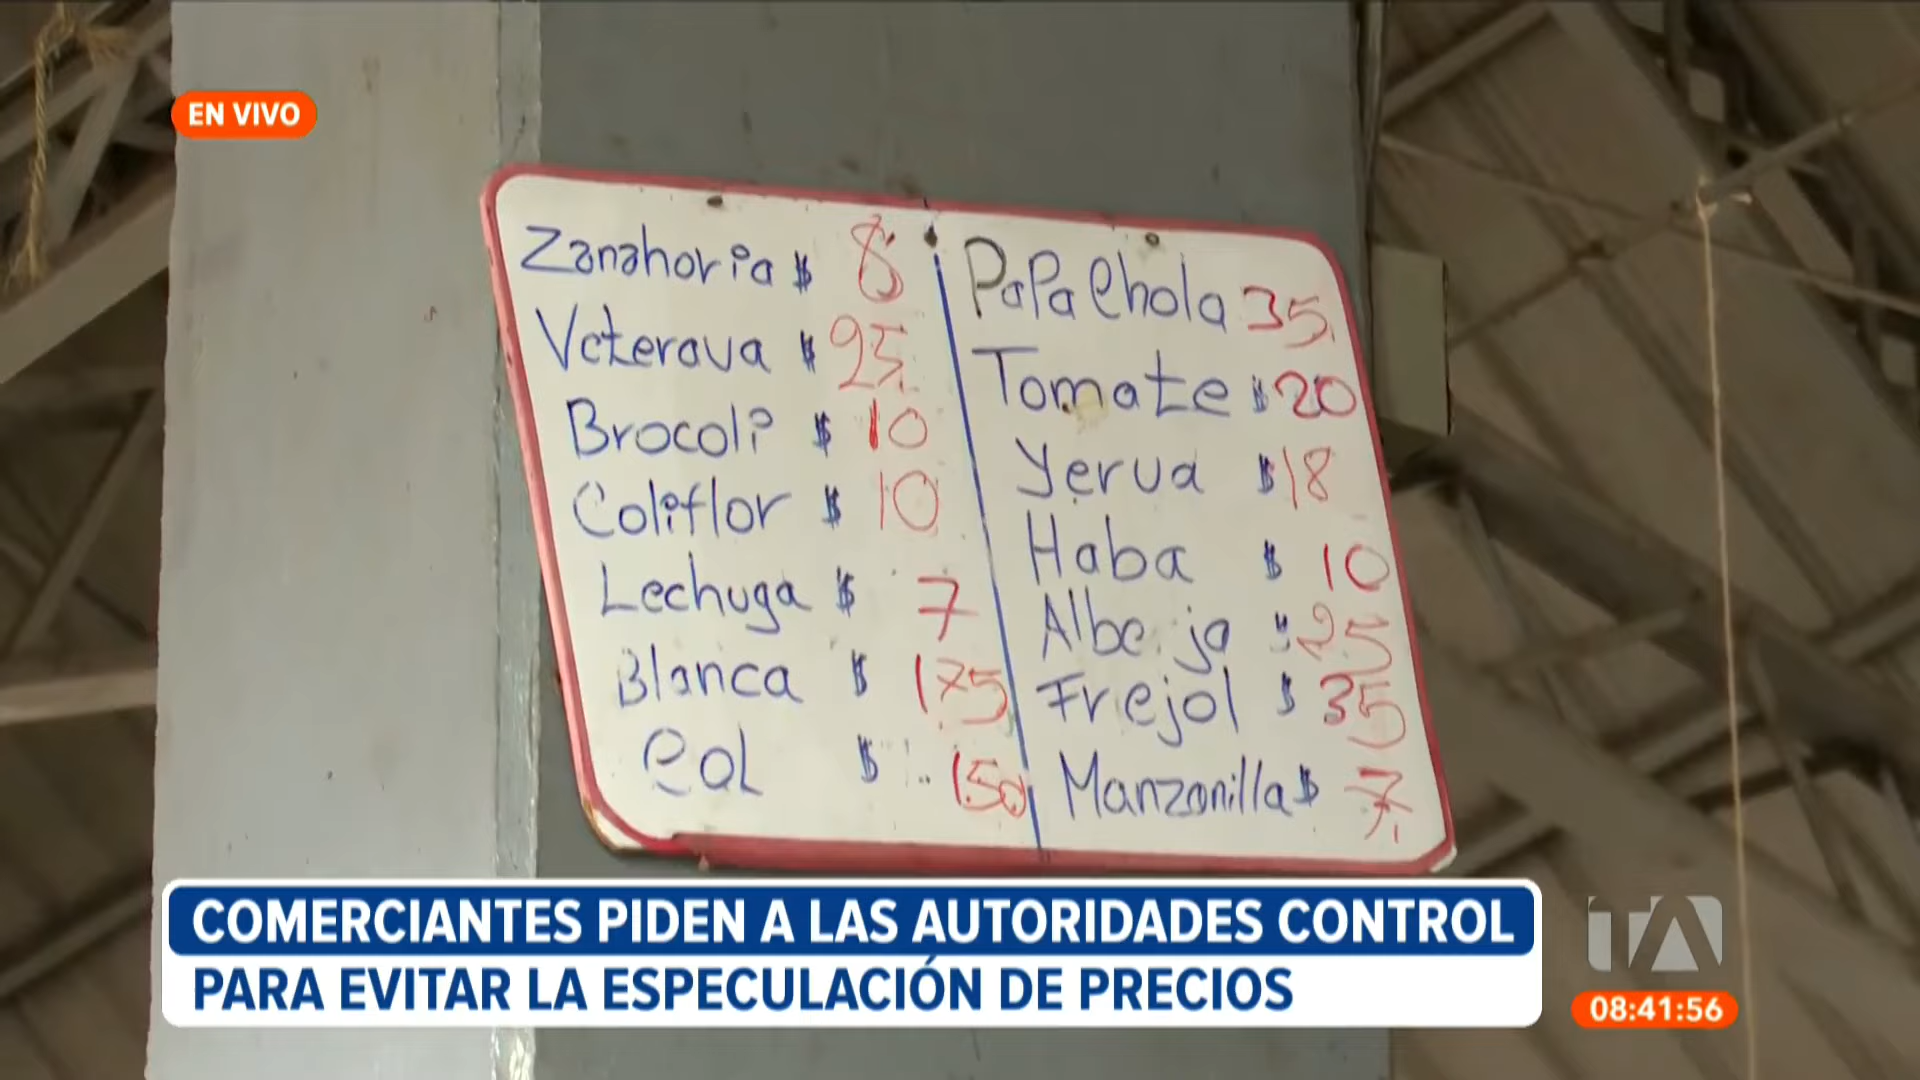 EN VIVO
Zanahoria $ 8
Veterava $ 25
Brocoli $ 10
Coliflor $ 10
Lechuga $ 7
Blanca $ 175
Col $ 150
Papa Chola 35
Tomate $ 20
Yerva $ 18
Haba $ 10
Alberja $ 25
Frejol $ 35
Manzanilla $ 7
COMERCIANTES PIDEN A LAS AUTORIDADES CONTROL
PARA EVITAR LA ESPECULACIÓN DE PRECIOS
TA
08:41:56